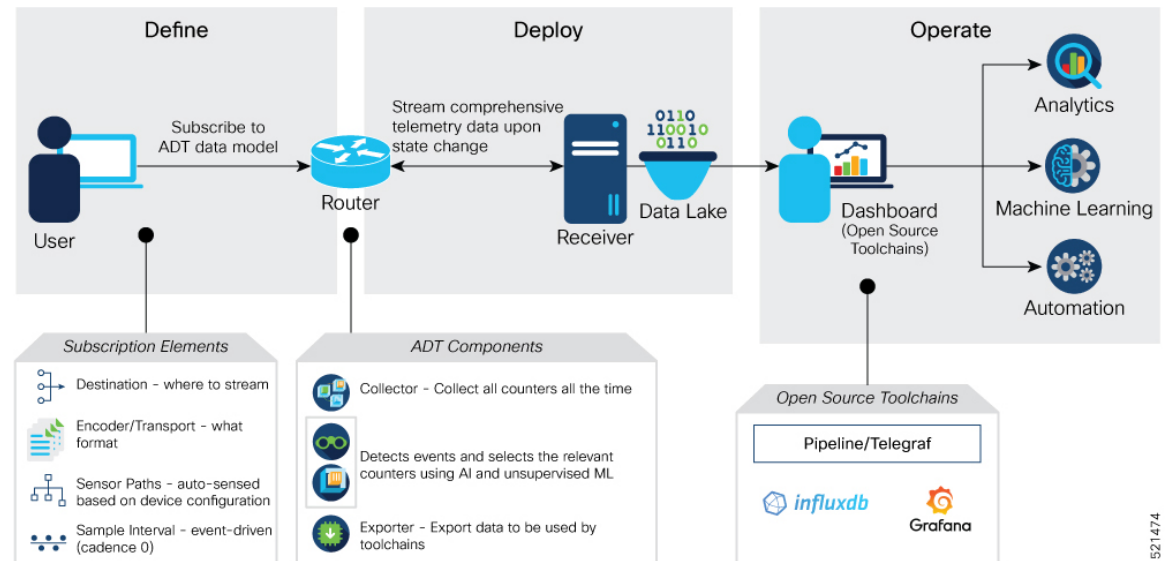 Define
Deploy
Operate
Subscribe to
ADT data model
User
Router
Stream comprehensive
telemetry data upon
state change
Receiver
0110
110010
0110
Data Lake
Dashboard
(Open Source
Toolchains)
Analytics
Machine Learning
Automation
Subscription Elements
Destination - where to stream
Encoder/Transport - what
format
Sensor Paths - auto-sensed
based on device configuration
Sample Interval - event-driven
(cadence 0)
ADT Components
Collector - Collect all counters all the time
Detects events and selects the relevant
counters using AI and unsupervised ML
Exporter - Export data to be used by
toolchains
Open Source Toolchains
Pipeline/Telegraf
influxdb
Grafana
521474